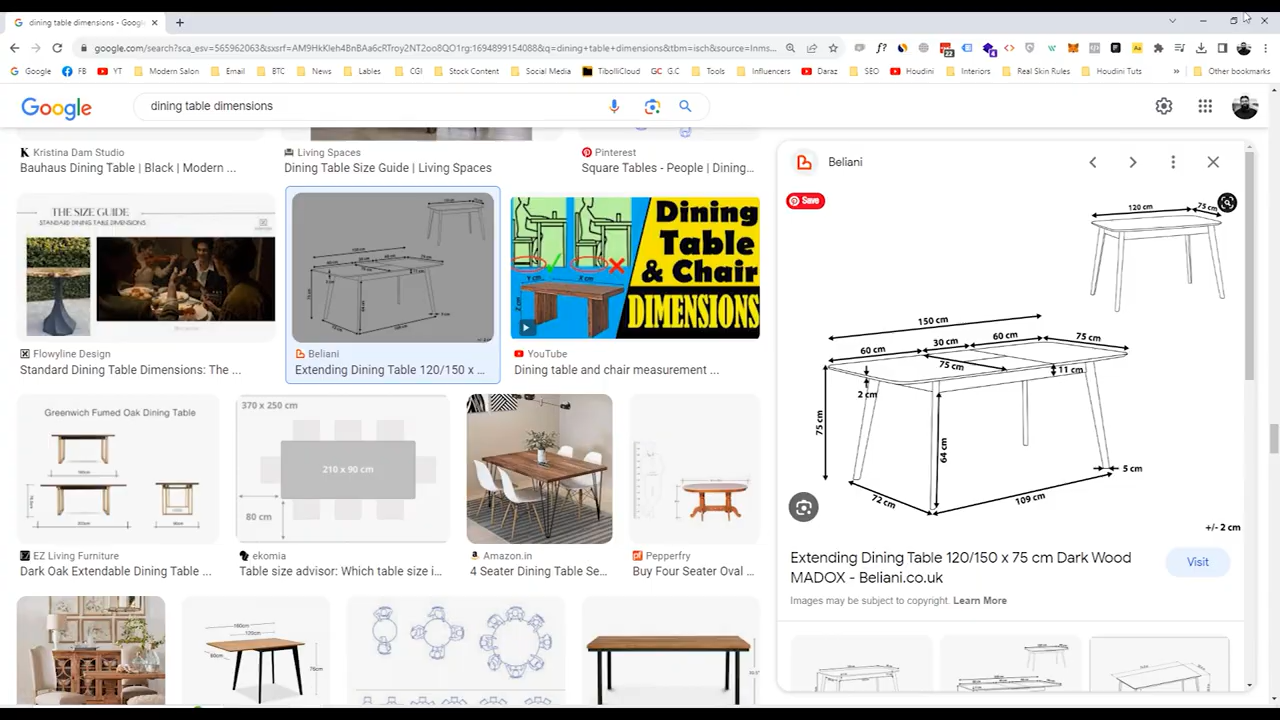 dining table dimensions - Goog
google.com/search?sca_esv=565962063&sxsrf=AM9HkKleh4BnBAa6cRTroy2NT2oo8QO1rg:1694899154088&q=dining+table+dimensions&tbm=isch&source=lnms...
22
Google FB YT Modern Salon Email BTC News Lables CGI Stock Content Social Media TibolliCloud G.C Tools Influencers Daraz SEO Houdini Interiors Real Skin Rules Houdini Tuts » Other bookmarks
Google
dining table dimensions
Kristina Dam Studio
Bauhaus Dining Table | Black | Modern ...
Living Spaces
Dining Table Size Guide | Living Spaces
Pinterest
Square Tables - People | Dining...
THE SIZE GUIDE
STANDARD DINING TABLE DIMENSIONS
Flowyline Design
Standard Dining Table Dimensions: The ...
Beliani
Extending Dining Table 120/150 x ...
Dining
Table
& Chair
DIMENSIONS
YouTube
Dining table and chair measurement ...
Greenwich Fumed Oak Dining Table
EZ Living Furniture
Dark Oak Extendable Dining Table ...
370 x 250 cm
210 x 90 cm
80 cm
ekomia
Table size advisor: Which table size i...
Amazon.in
4 Seater Dining Table Se...
Pepperfry
Buy Four Seater Oval ...
Beliani
Save
120 cm
75 cm
150 cm
60 cm
30 cm
60 cm
75 cm
75 cm
11 cm
2 cm
75 cm
64 cm
5 cm
72 cm
109 cm
+/- 2 cm
Extending Dining Table 120/150 x 75 cm Dark Wood
MADOX - Beliani.co.uk
Visit
Images may be subject to copyright. Learn More